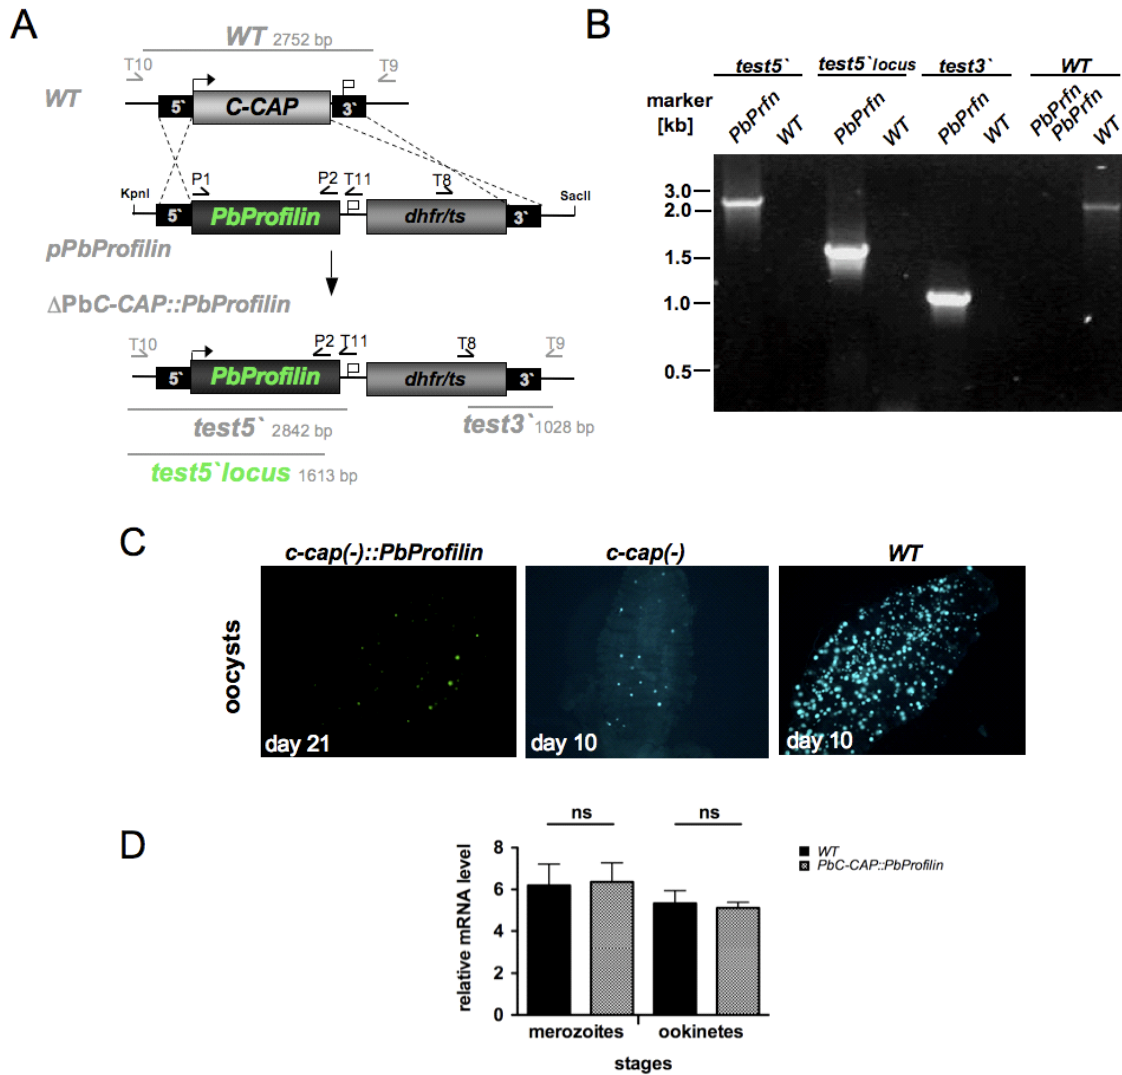 A
WT 2752 bp
T10
T9
WT
5`
C-CAP
3`
KpnI
P1
P2
T11
T8
SacII
5`
PbProfilin
dhfr/ts
3`
pPbProfilin
ΔPbC-CAP::PbProfilin
T10
P2
T11
T8
T9
5`
PbProfilin
dhfr/ts
3`
test5` 2842 bp
test3` 1028 bp
test5`locus 1613 bp
B
test5`
test5`locus
test3`
WT
marker
[kb]
PbPrfn
WT
PbPrfn
WT
PbPrfn
WT
PbPrfn
PbPrfn
WT
3.0
2.0
1.5
1.0
0.5
C
c-cap(-)::PbProfilin
c-cap(-)
WT
oocysts
day 21
day 10
day 10
D
ns
ns
8
6
4
2
0
relative mRNA level
merozoites
ookinetes
stages
WT
PbC-CAP::PbProfilin